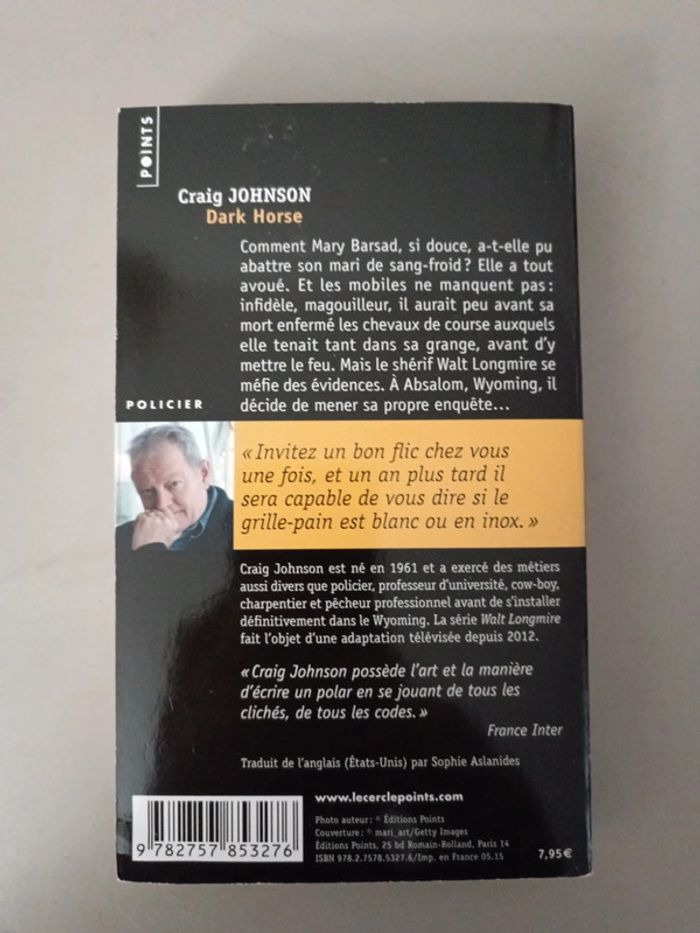 POINTS
Craig JOHNSON
Dark Horse
Comment Mary Barsad, si douce, a-t-elle pu
abattre son mari de sang-froid ? Elle a tout
avoué. Et les mobiles ne manquent pas :
infidèle, magouilleur, il aurait peu avant sa
mort enfermé les chevaux de course auxquels
elle tenait tant dans sa grange, avant d'y
mettre le feu. Mais le shérif Walt Longmire se
méfie des évidences. À Absalom, Wyoming, il
décide de mener sa propre enquête…
POLICIER
« Invitez un bon flic chez vous
une fois, et un an plus tard il
sera capable de vous dire si le
grille-pain est blanc ou en inox. »
Craig Johnson est né en 1961 et a exercé des métiers
aussi divers que policier, professeur d'université, cow-boy,
charpentier et pêcheur professionnel avant de s'installer
définitivement dans le Wyoming. La série Walt Longmire
fait l'objet d'une adaptation télévisée depuis 2012.
« Craig Johnson possède l'art et la manière
d'écrire un polar en se jouant de tous les
clichés, de tous les codes. »
France Inter
Traduit de l'anglais (États-Unis) par Sophie Aslanides
www.lecerclepoints.com
Photo auteur : © Éditions Points
Couverture : © mari_art/Getty Images
Éditions Points, 25 bd Romain-Rolland, Paris 14
ISBN 978.2.7578.5327.6/Imp. en France 05.15
7,95€
9 782757 853276